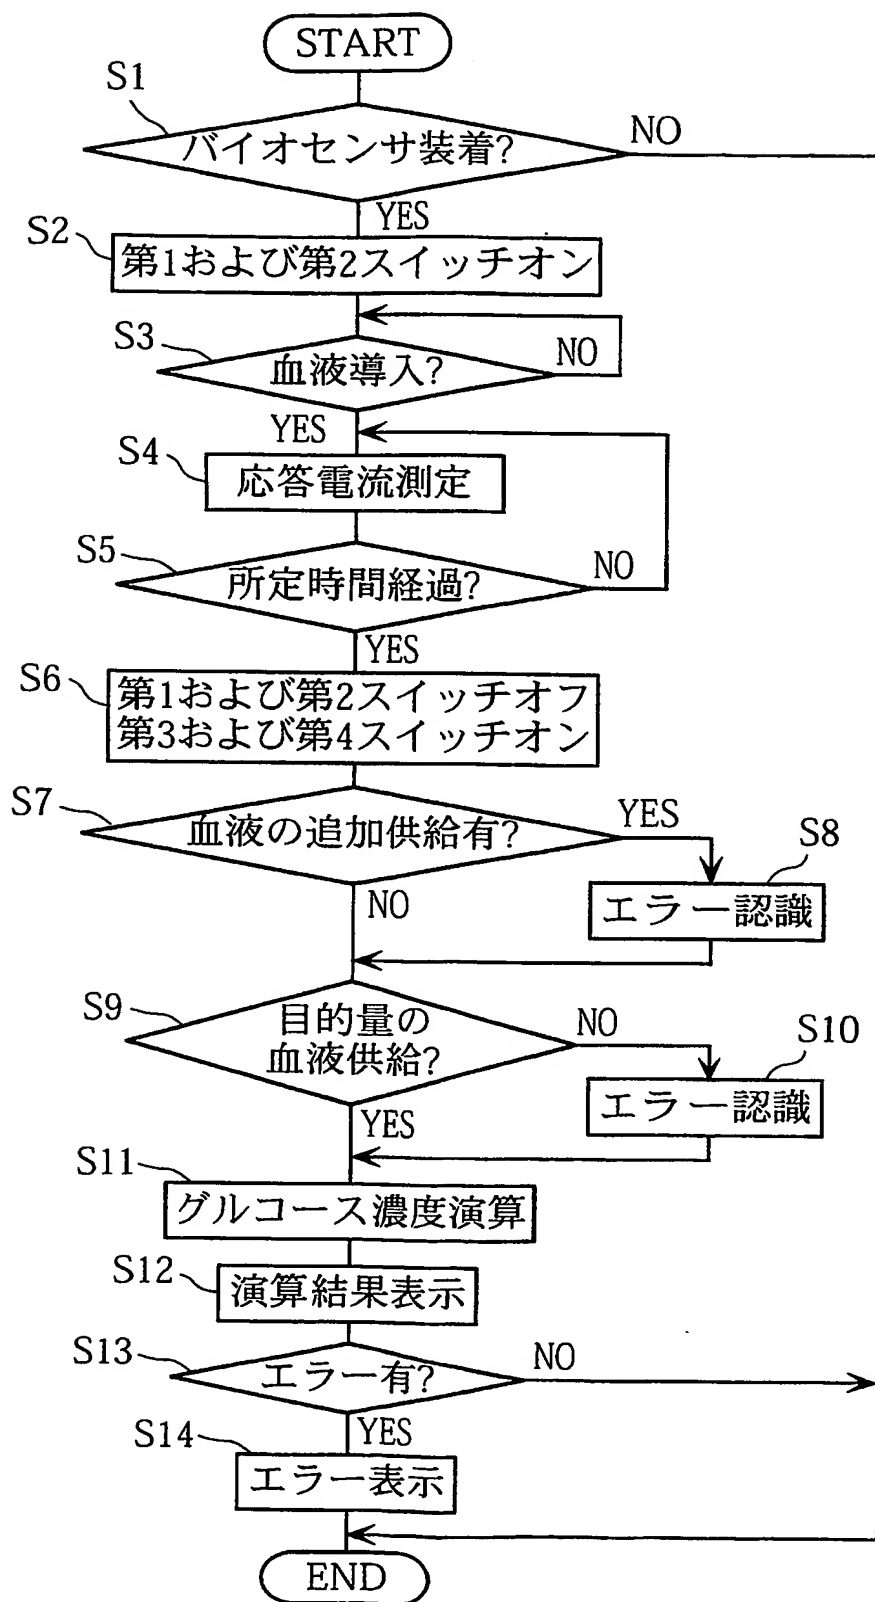 START
S1
バイオセンサ装着?
NO
YES
S2
第1および第2スイッチオン
S3
血液導入?
NO
YES
S4
応答電流測定
S5
所定時間経過?
NO
YES
S6
第1および第2スイッチオフ
第3および第4スイッチオン
S7
血液の追加供給有?
YES
S8
エラー認識
NO
S9
目的量の
血液供給?
NO
S10
エラー認識
YES
S11
グルコース濃度演算
S12
演算結果表示
S13
エラー有?
NO
YES
S14
エラー表示
END